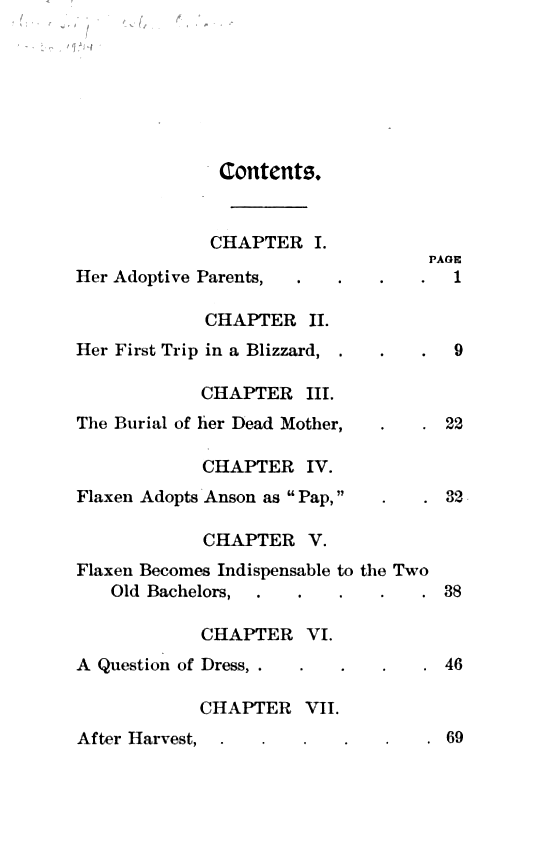 Contents.
CHAPTER I.
PAGE
Her Adoptive Parents, . . . . 1
CHAPTER II.
Her First Trip in a Blizzard, . . . 9
CHAPTER III.
The Burial of her Dead Mother, . . 22
CHAPTER IV.
Flaxen Adopts Anson as “Pap,” . . 32
CHAPTER V.
Flaxen Becomes Indispensable to the Two
Old Bachelors, . . . . . 38
CHAPTER VI.
A Question of Dress, . . . . . 46
CHAPTER VII.
After Harvest, . . . . . . 69